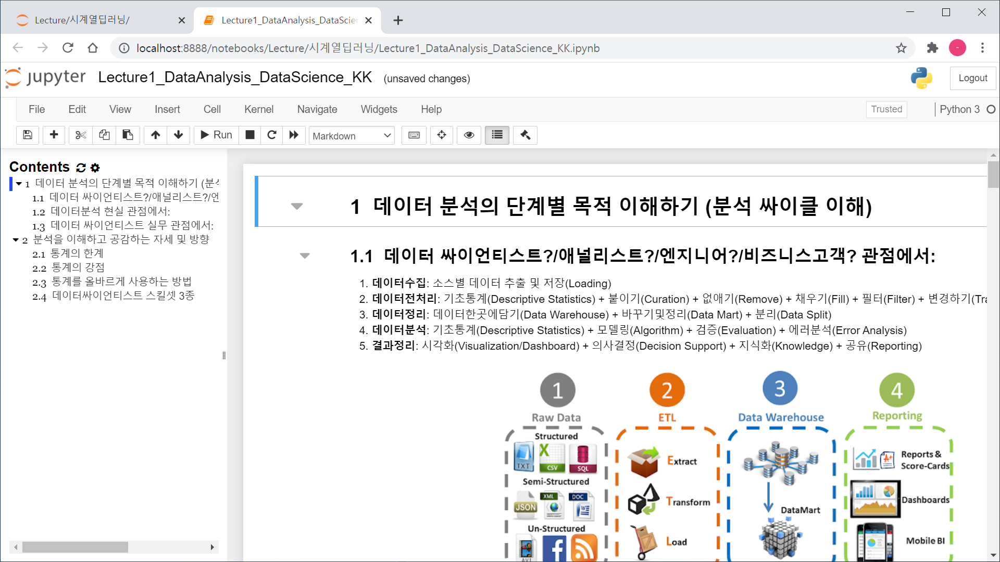 Lecture/시계열딥러닝/
Lecture1_DataAnalysis_DataScien
localhost:8888/notebooks/Lecture/시계열딥러닝/Lecture1_DataAnalysis_DataScience_KK.ipynb
jupyter Lecture1_DataAnalysis_DataScience_KK (unsaved changes)
Logout
File Edit View Insert Cell Kernel Navigate Widgets Help
Trusted
Python 3
Run
Markdown
Contents
1 데이터 분석의 단계별 목적 이해하기 (분석
1.1 데이터 싸이언티스트?/애널리스트?/엔
1.2 데이터분석 현실 관점에서:
1.3 데이터 싸이언티스트 실무 관점에서:
2 분석을 이해하고 공감하는 자세 및 방향
2.1 통계의 한계
2.2 통계의 강점
2.3 통계를 올바르게 사용하는 방법
2.4 데이터싸이언티스트 스킬셋 3종
1 데이터 분석의 단계별 목적 이해하기 (분석 싸이클 이해)
1.1 데이터 싸이언티스트?/애널리스트?/엔지니어?/비즈니스고객? 관점에서:
1. 데이터수집: 소스별 데이터 추출 및 저장(Loading)
2. 데이터전처리: 기초통계(Descriptive Statistics) + 붙이기(Curation) + 없애기(Remove) + 채우기(Fill) + 필터(Filter) + 변경하기(Tra
3. 데이터정리: 데이터한곳에담기(Data Warehouse) + 바꾸기및정리(Data Mart) + 분리(Data Split)
4. 데이터분석: 기초통계(Descriptive Statistics) + 모델링(Algorithm) + 검증(Evaluation) + 에러분석(Error Analysis)
5. 결과정리: 시각화(Visualization/Dashboard) + 의사결정(Decision Support) + 지식화(Knowledge) + 공유(Reporting)
1
Raw Data
Structured
TXT
CSV
SQL
Semi-Structured
JSON
XML
DOC
Un-Structured
AVI
2
ETL
Extract
Transform
Load
3
Data Warehouse
DataMart
4
Reporting
A+
Reports &
Score-Cards
Dashboards
Mobile BI